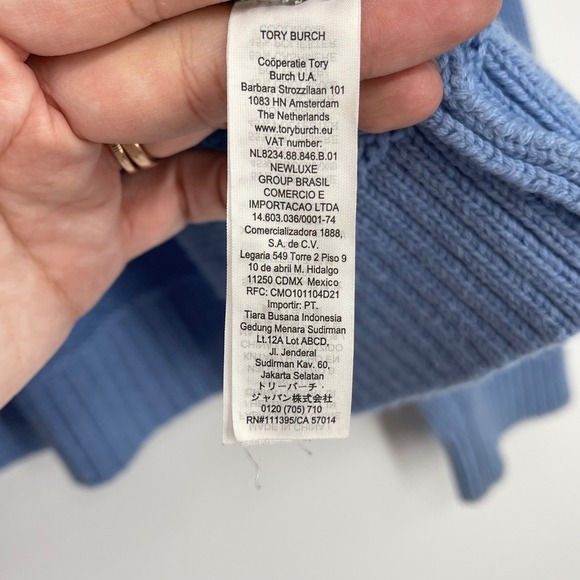 TORY BURCH
Coöperatie Tory
Burch U.A.
Barbara Strozzilaan 101
1083 HN Amsterdam
The Netherlands
www.toryburch.eu
VAT number:
NL8234.88.846.B.01
NEWLUXE
GROUP BRASIL
COMERCIO E
IMPORTACAO LTDA
14.603.036/0001-74
Comercializadora 1888,
S.A. de C.V.
Legaria 549 Torre 2 Piso 9
10 de abril M. Hidalgo
11250 CDMX Mexico
RFC: CMO101104D21
Importir: PT.
Tiara Busana Indonesia
Gedung Menara Sudirman
Lt.12A Lot ABCD,
Jl. Jenderal
Sudirman Kav. 60,
Jakarta Selatan
トリーバーチ・
ジャパン株式会社
0120 (705) 710
RN#111395/CA 57014